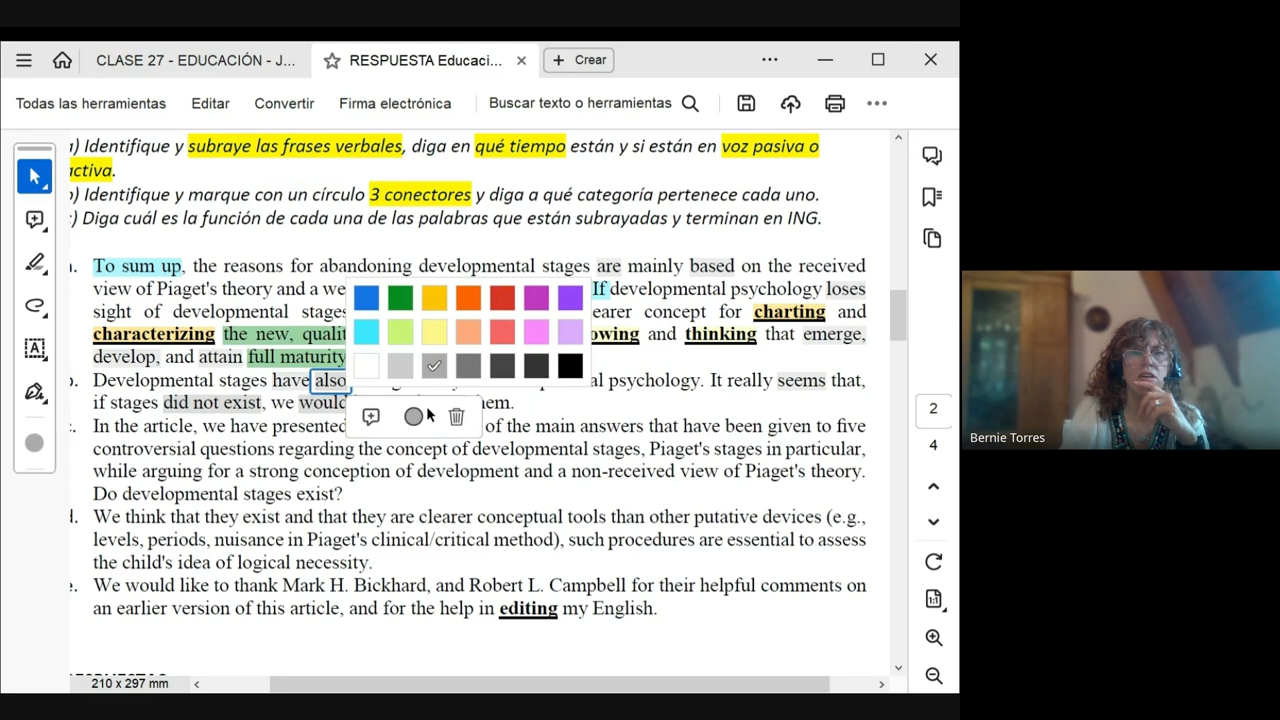 CLASE 27 - EDUCACIÓN - J...
RESPUESTA Educaci...
Crear
Todas las herramientas
Editar
Convertir
Firma electrónica
Buscar texto o herramientas
) Identifique y subraye las frases verbales, diga en qué tiempo están y si están en voz pasiva o
activa.
) Identifique y marque con un círculo 3 conectores y diga a qué categoría pertenece cada uno.
) Diga cuál es la función de cada una de las palabras que están subrayadas y terminan en ING.
To sum up, the reasons for abandoning developmental stages are mainly based on the received
view of Piaget's theory and a we If developmental psychology loses
sight of developmental stages earer concept for charting and
characterizing the new, qualit owing and thinking that emerge,
develop, and attain full maturity
Developmental stages have also al psychology. It really seems that,
if stages did not exist, we would hem.
In the article, we have presented of the main answers that have been given to five
controversial questions regarding the concept of developmental stages, Piaget's stages in particular,
while arguing for a strong conception of development and a non-received view of Piaget's theory.
Do developmental stages exist?
d. We think that they exist and that they are clearer conceptual tools than other putative devices (e.g.,
levels, periods, nuisance in Piaget's clinical/critical method), such procedures are essential to assess
the child's idea of logical necessity.
e. We would like to thank Mark H. Bickhard, and Robert L. Campbell for their helpful comments on
an earlier version of this article, and for the help in editing my English.
210 x 297 mm
2
4
Bernie Torres